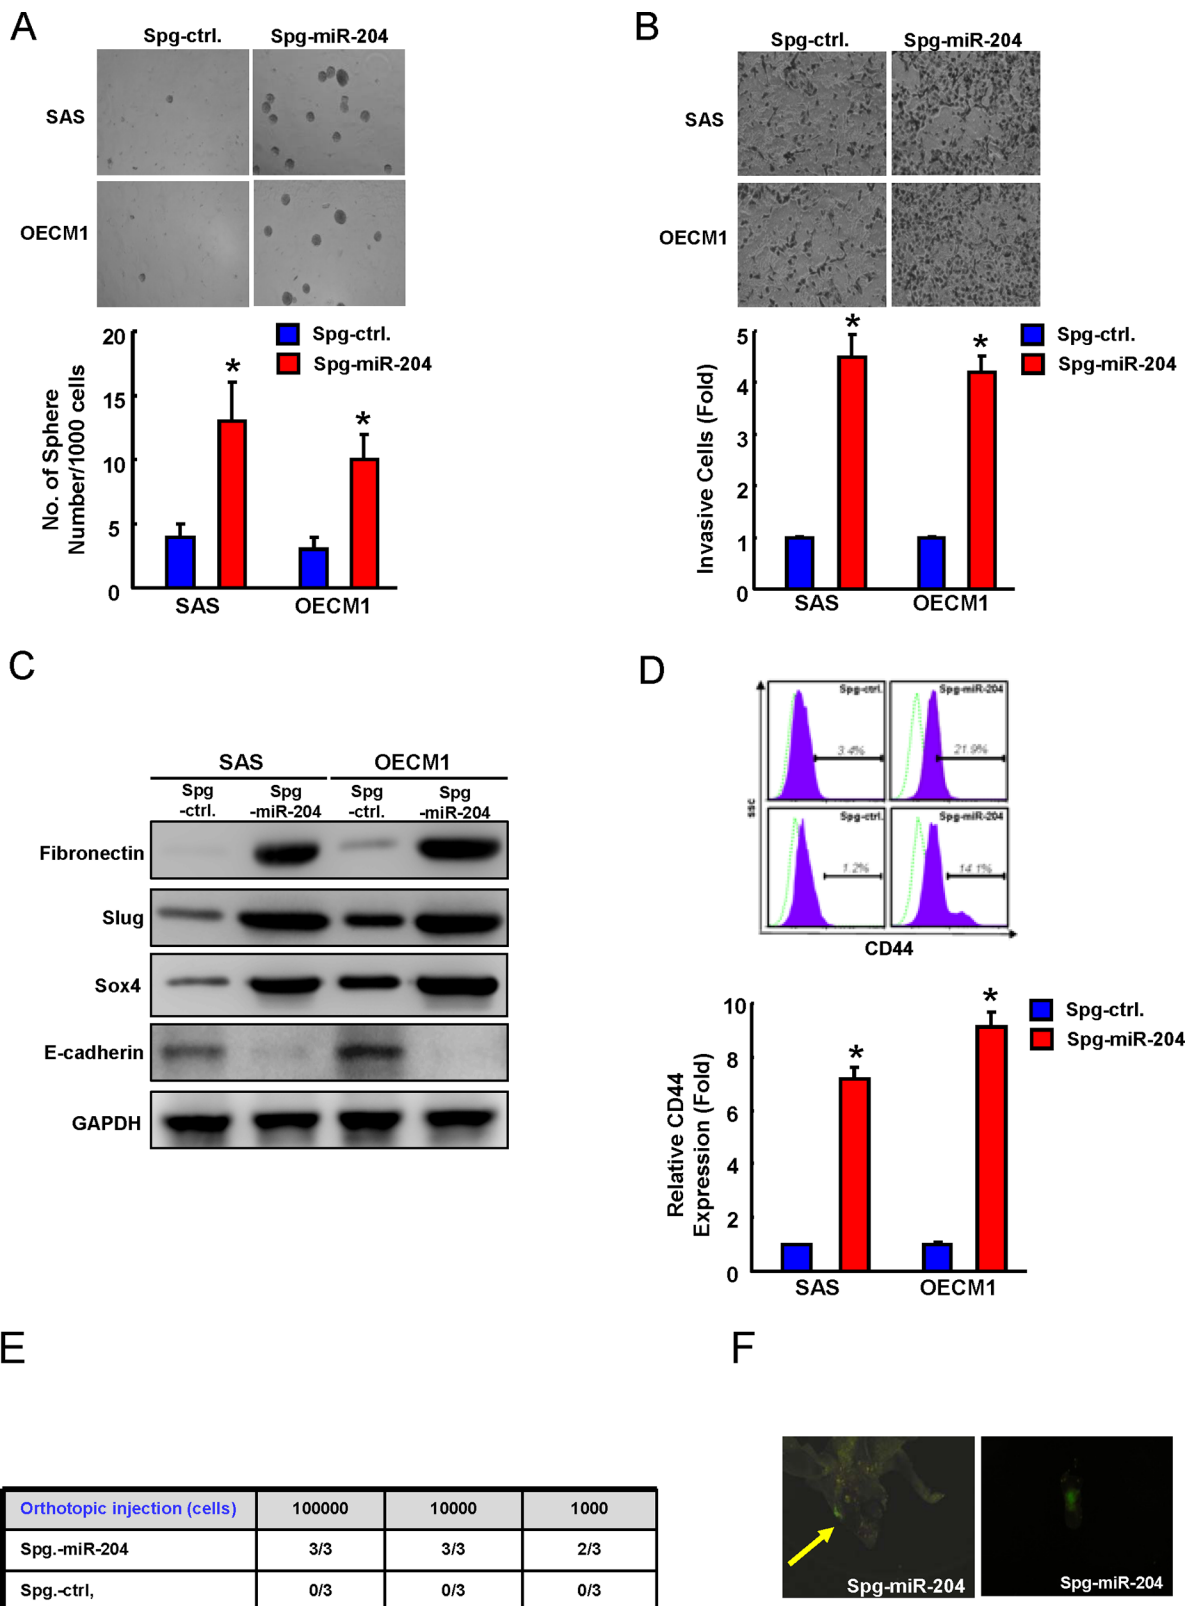 A
Spg-ctrl. Spg-miR-204
SAS
OECM1
Spg-ctrl.
Spg-miR-204
20
15
10
5
0
No. of Sphere
Number/1000 cells
*
*
SAS OECM1
B
Spg-ctrl. Spg-miR-204
SAS
OECM1
Spg-ctrl.
Spg-miR-204
5
4
3
2
1
0
Invasive Cells (Fold)
*
*
SAS OECM1
C
SAS OECM1
Spg Spg Spg Spg
-ctrl. -miR-204 -ctrl. -miR-204
Fibronectin
Slug
Sox4
E-cadherin
GAPDH
D
Spg-ctrl. Spg-miR-204
3.4% 21.9%
Spg-ctrl. Spg-miR-204
1.2% 14.1%
ssc
CD44
Spg-ctrl.
Spg-miR-204
10
8
6
4
2
0
Relative CD44
Expression (Fold)
*
*
SAS OECM1
E
Orthotopic injection (cells) 100000 10000 1000
Spg.-miR-204 3/3 3/3 2/3
Spg.-ctrl, 0/3 0/3 0/3
F
Spg-miR-204 Spg-miR-204